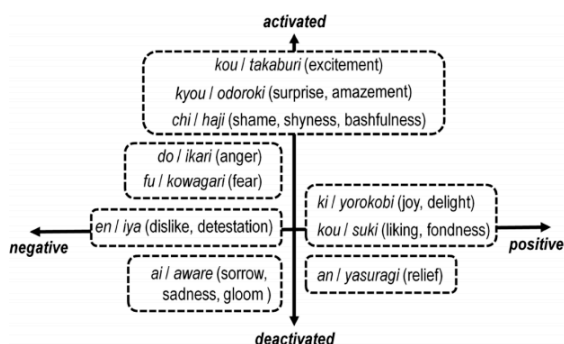 activated
kou / takaburi (excitement)
kyou / odoroki (surprise, amazement)
chi / haji (shame, shyness, bashfulness)
do / ikari (anger)
fu / kowagari (fear)
ki / yorokobi (joy, delight)
kou / suki (liking, fondness)
en / iya (dislike, detestation)
negative
positive
ai / aware (sorrow,
sadness, gloom )
an / yasuragi (relief)
deactivated